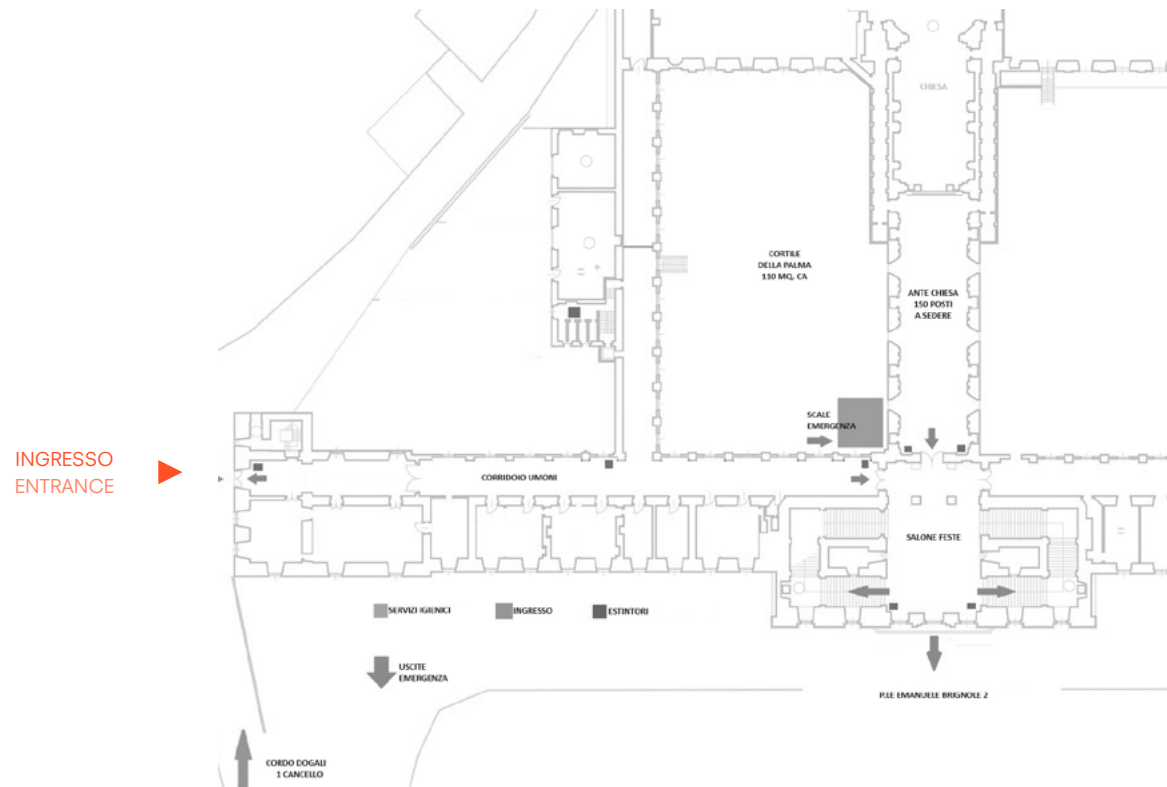 CHIESA
CORTILE
DELLA PALMA
110 MQ. CA
ANTE CHIESA
150 POSTI
A SEDERE
SCALE
EMERGENZA
INGRESSO
ENTRANCE
CORRIDOIO UMONI
SALONE FESTE
SERVIZI IGIENICI
INGRESSO
ESTINTORI
USCITE
EMERGENZA
P.LE EMANUELE BRIGNOLE 2
CORDO DOGALI
1 CANCELLO